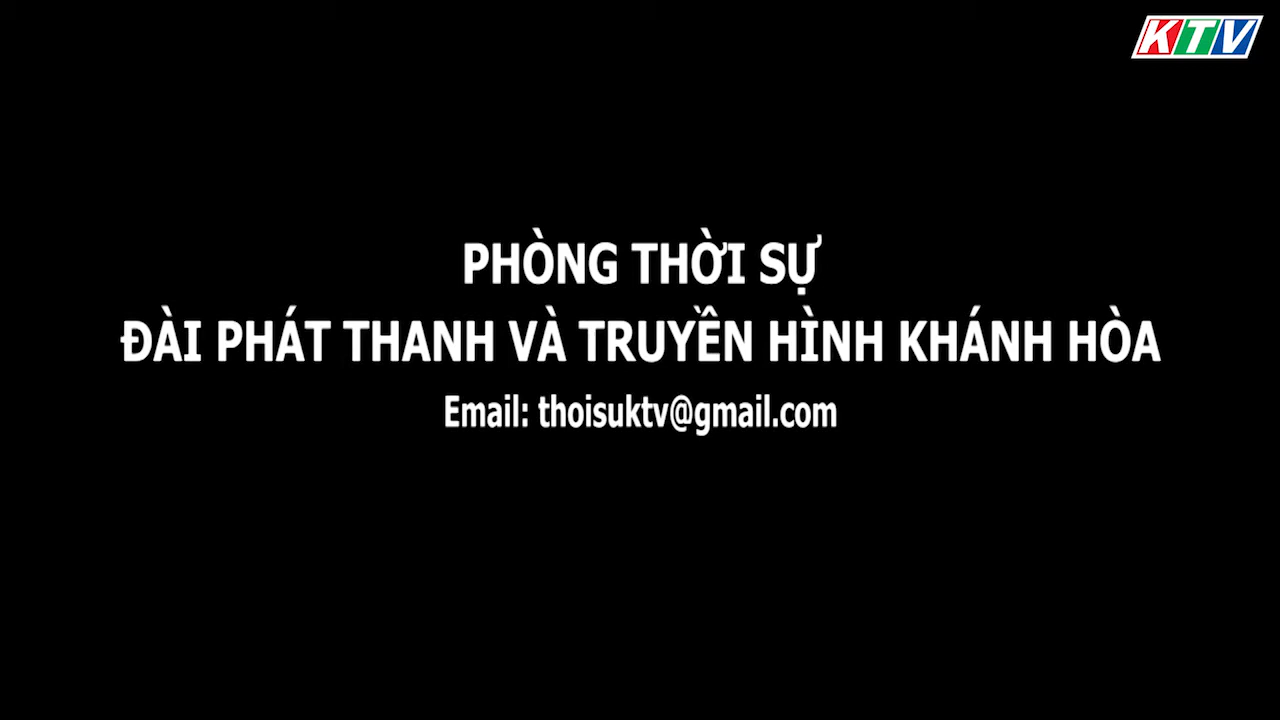 KTV
PHÒNG THỜI SỰ
ĐÀI PHÁT THANH VÀ TRUYỀN HÌNH KHÁNH HÒA
Email: thoisuktv@gmail.com